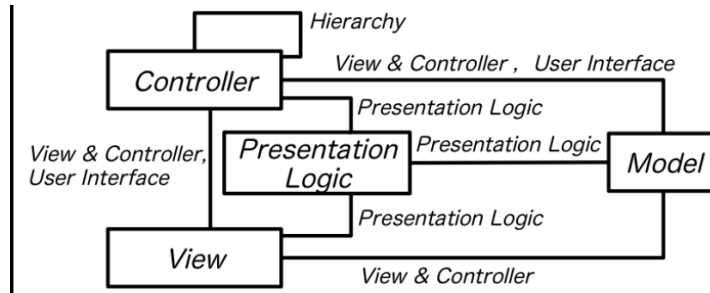 Hierarchy
Controller
View & Controller , User Interface
Presentation Logic
Presentation Logic
View & Controller,
User Interface
Presentation
Logic
Model
Presentation Logic
View
View & Controller